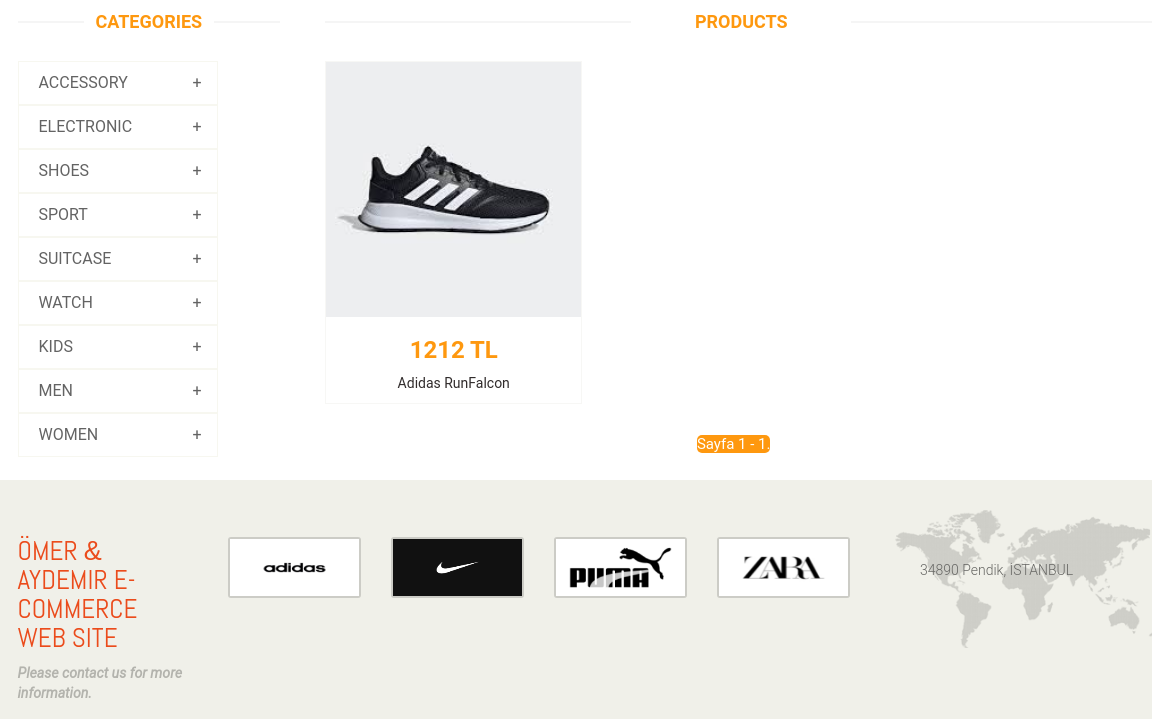 CATEGORIES
PRODUCTS
ACCESSORY +
ELECTRONIC +
SHOES +
SPORT +
SUITCASE +
WATCH +
KIDS +
MEN +
WOMEN +
1212 TL
Adidas RunFalcon
Sayfa 1 - 1.
ÖMER &
AYDEMIR E-
COMMERCE
WEB SITE
Please contact us for more
information.
adidas
PUMA
ZARA
34890 Pendik, İSTANBUL